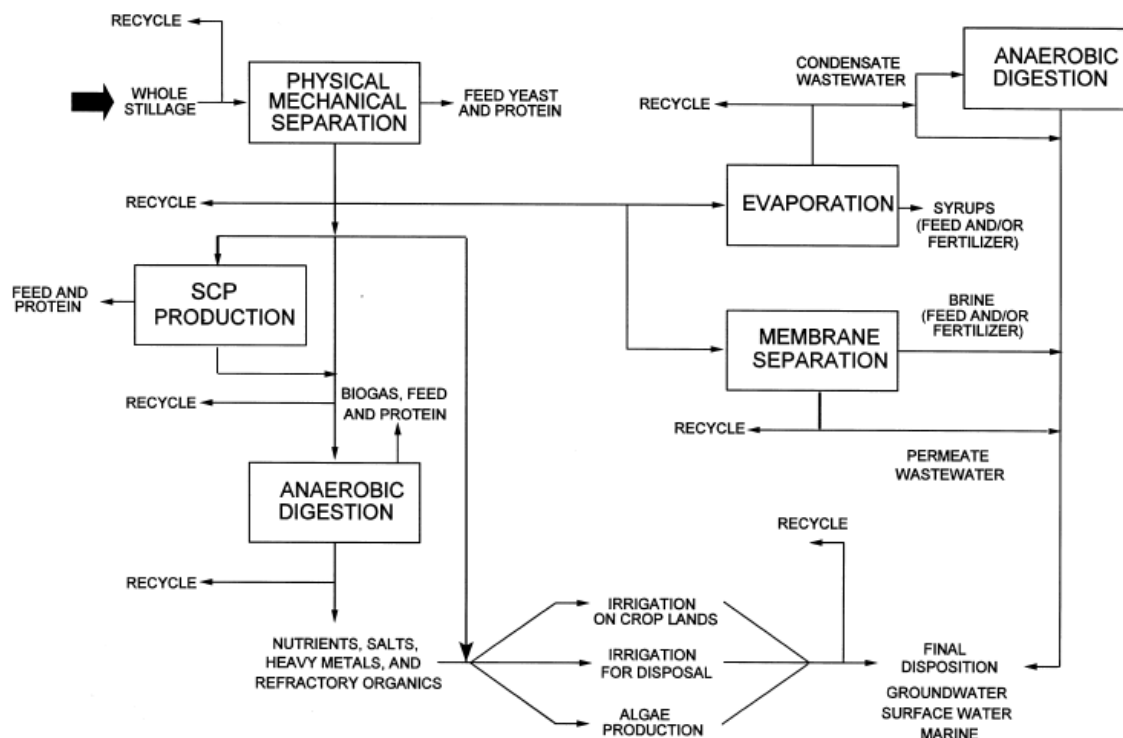 RECYCLE
WHOLE
STILLAGE
PHYSICAL
MECHANICAL
SEPARATION
FEED YEAST
AND PROTEIN
RECYCLE
CONDENSATE
WASTEWATER
ANAEROBIC
DIGESTION
RECYCLE
EVAPORATION
SYRUPS
(FEED AND/OR
FERTILIZER)
FEED AND
PROTEIN
SCP
PRODUCTION
BRINE
(FEED AND/OR
FERTILIZER)
MEMBRANE
SEPARATION
RECYCLE
BIOGAS, FEED
AND PROTEIN
RECYCLE
PERMEATE
WASTEWATER
ANAEROBIC
DIGESTION
RECYCLE
RECYCLE
NUTRIENTS, SALTS,
HEAVY METALS, AND
REFRACTORY ORGANICS
IRRIGATION
ON CROP LANDS
IRRIGATION
FOR DISPOSAL
ALGAE
PRODUCTION
FINAL
DISPOSITION
GROUNDWATER
SURFACE WATER
MARINE